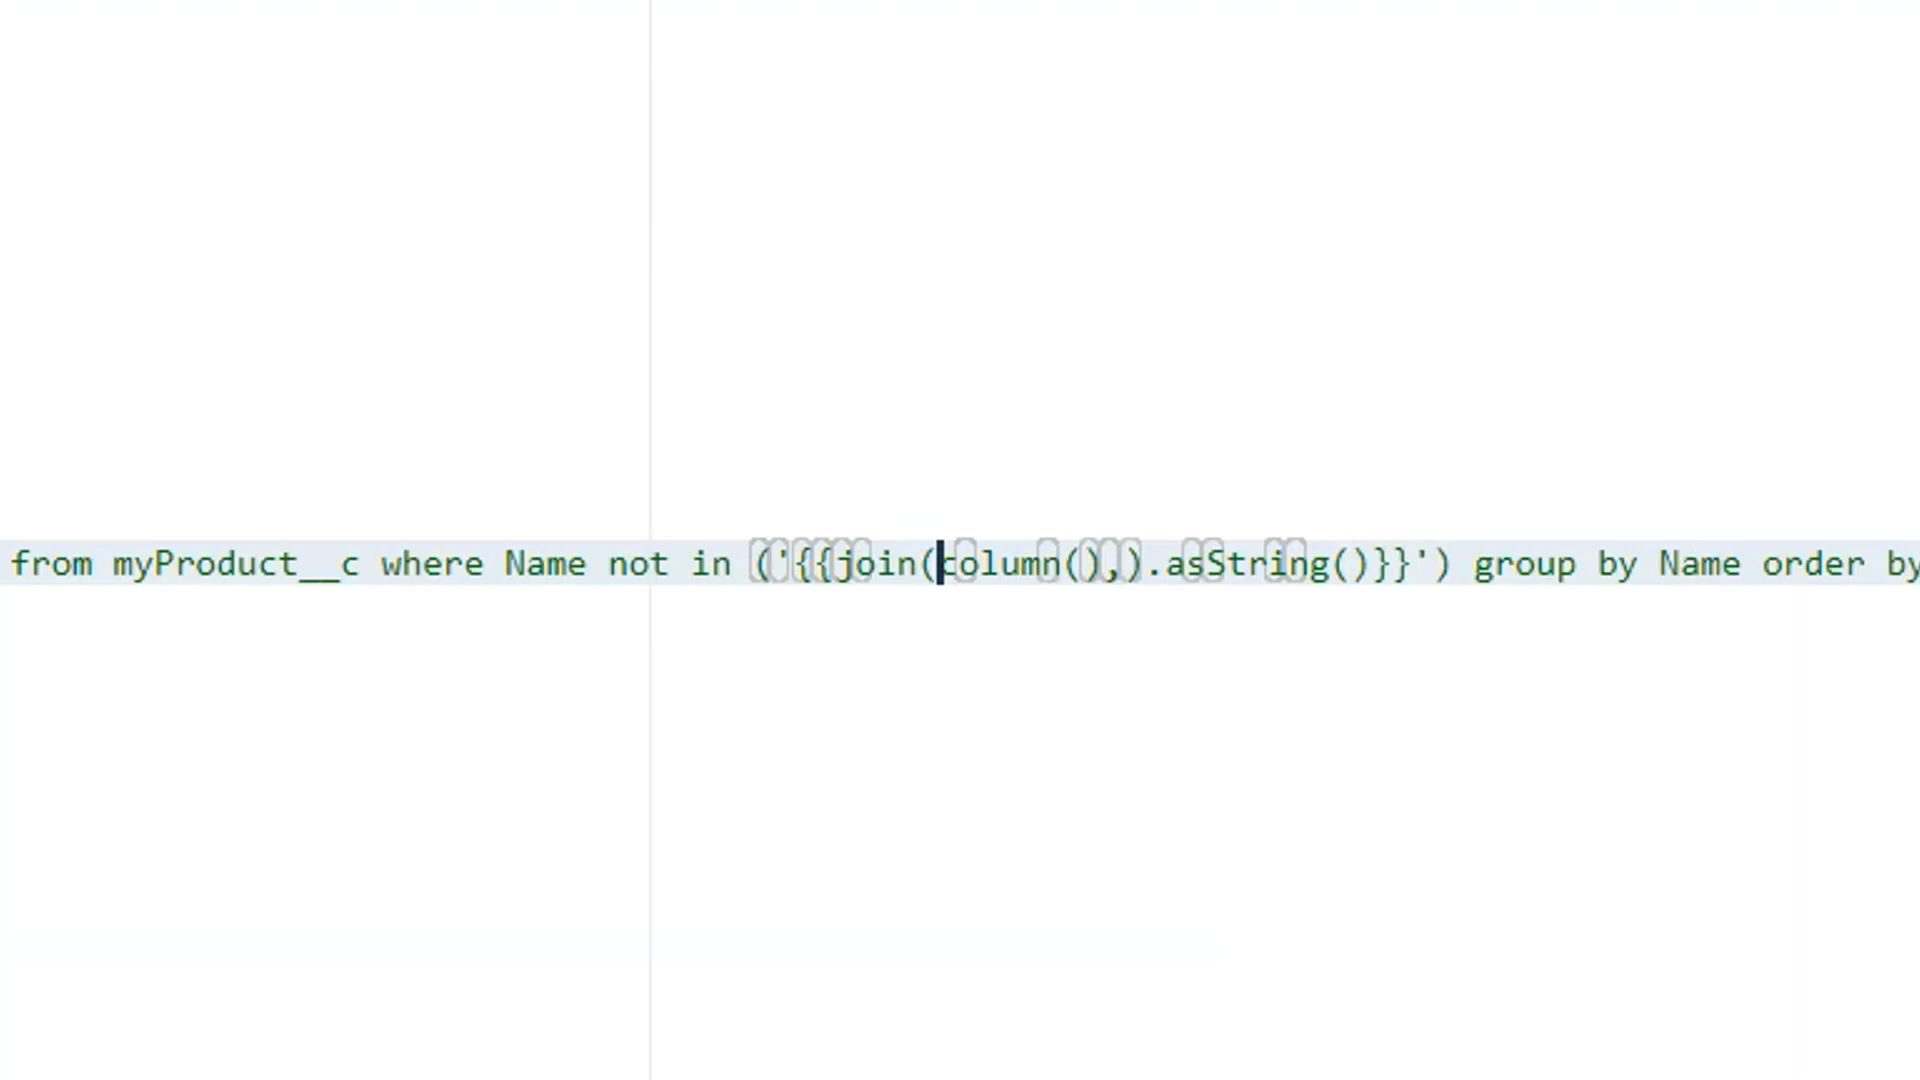 from myProduct__c where Name not in ('{{join(column(),).asString()}}') group by Name order by